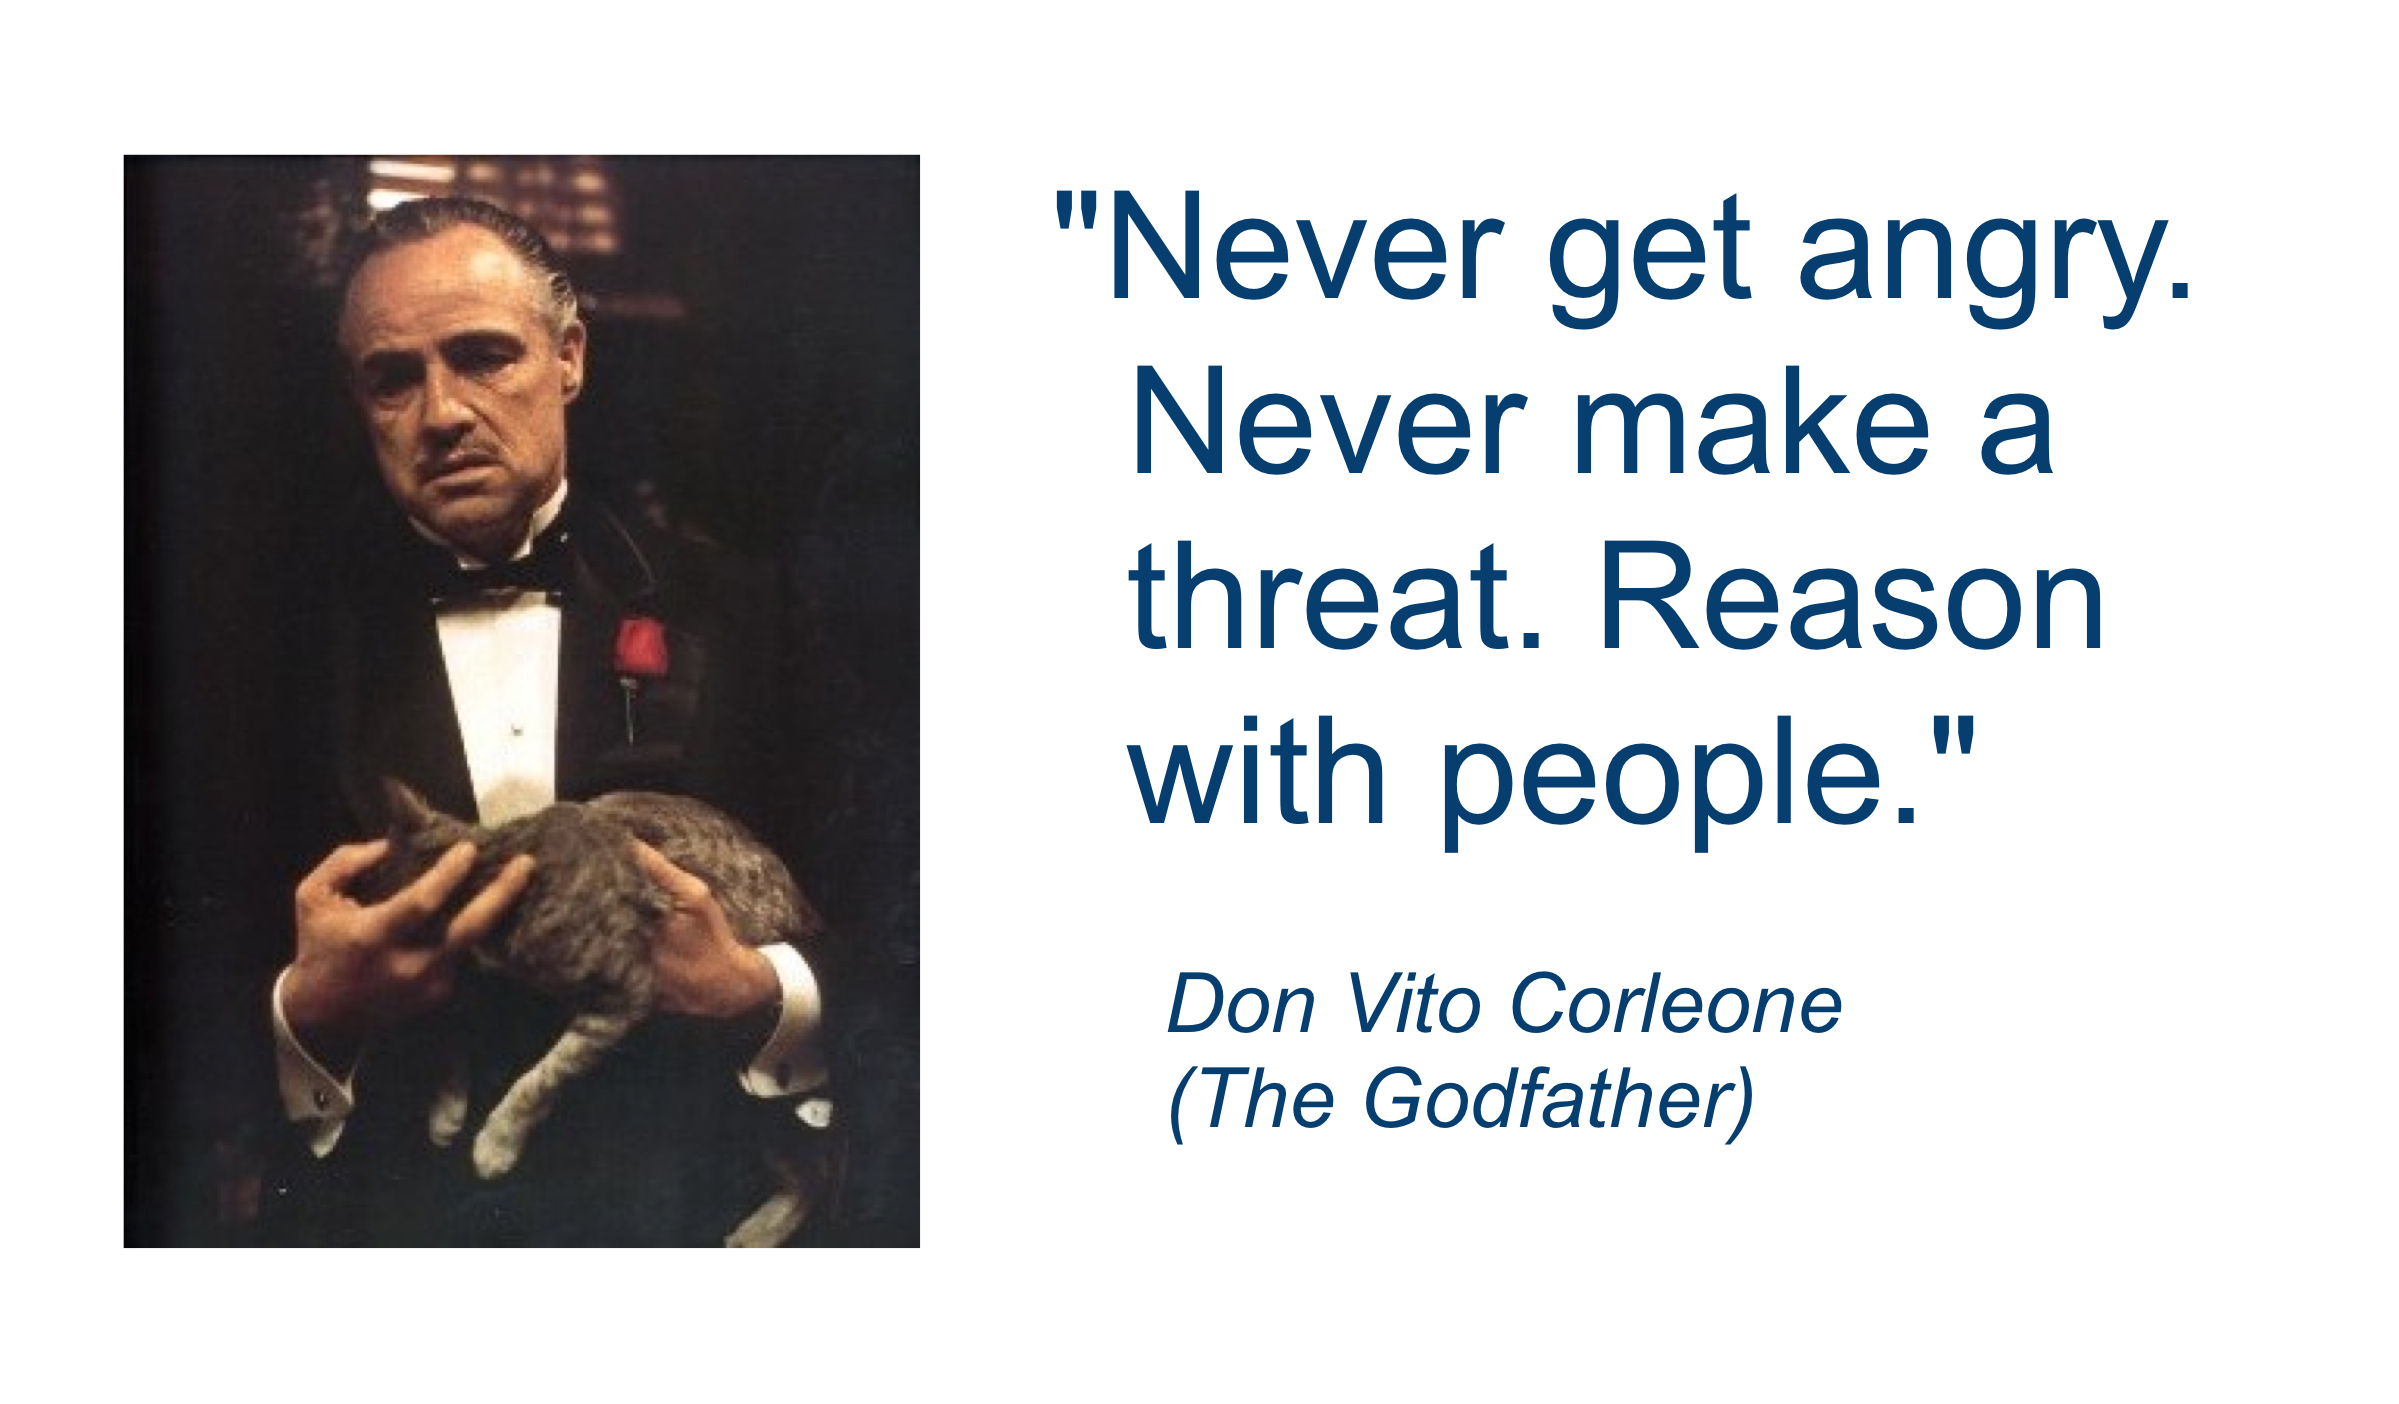 "Never get angry.
Never make a
threat. Reason
with people."
Don Vito Corleone
(The Godfather)